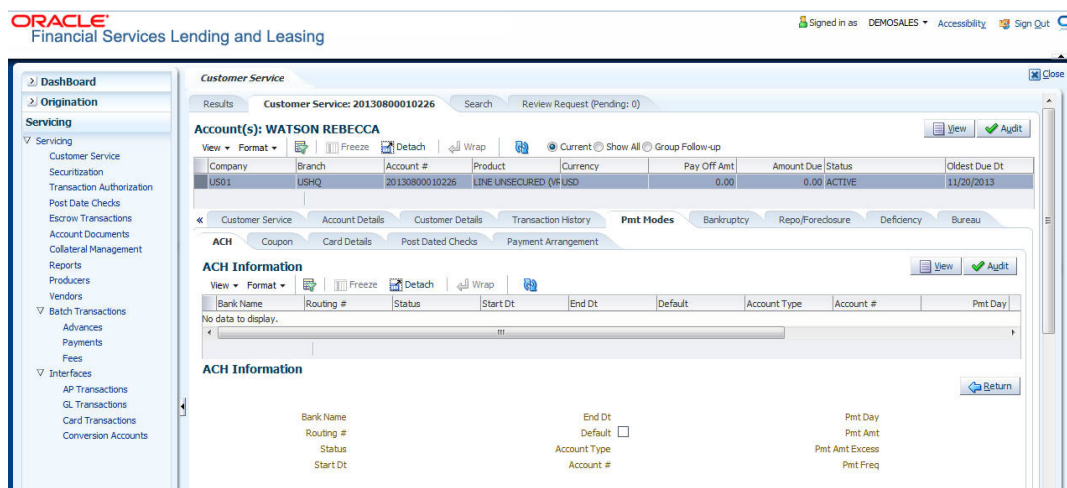 ORACLE
Financial Services Lending and Leasing
Signed in as DEMOSALES Accessibility Sign Out
Close
DashBoard
Origination
Servicing
Servicing
Customer Service
Securitization
Transaction Authorization
Post Date Checks
Escrow Transactions
Account Documents
Collateral Management
Reports
Producers
Vendors
Batch Transactions
Advances
Payments
Fees
Interfaces
AP Transactions
GL Transactions
Card Transactions
Conversion Accounts
Customer Service
Results Customer Service: 20130800010226 Search Review Request (Pending: 0)
Account(s): WATSON REBECCA
View Audit
View Format Freeze Detach Wrap Current Show All Group Follow-up
Company Branch Account # Product Currency Pay Off Amt Amount Due Status Oldest Due Dt
US01 USHQ 20130800010226 LINE UNSECURED (VR USD 0.00 0.00 ACTIVE 11/20/2013
« Customer Service Account Details Customer Details Transaction History Pmt Modes Bankruptcy Repo/Foreclosure Deficiency Bureau
ACH Coupon Card Details Post Dated Checks Payment Arrangement
ACH Information
View Audit
View Format Freeze Detach Wrap
Bank Name Routing # Status Start Dt End Dt Default Account Type Account # Pmt Day
No data to display.
ACH Information
Return
Bank Name End Dt Pmt Day
Routing # Default Pmt Amt
Status Account Type Pmt Amt Excess
Start Dt Account # Pmt Freq